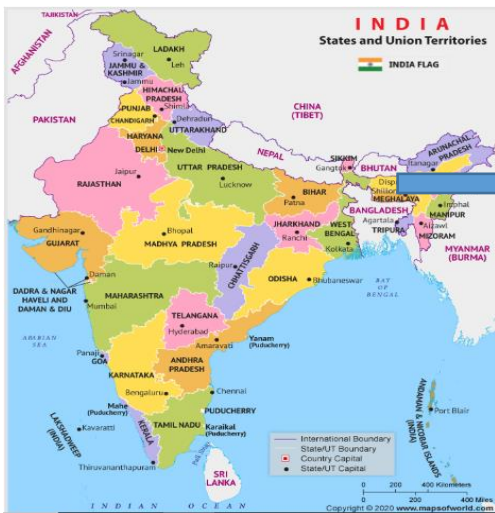 INDIA
States and Union Territories
INDIA FLAG
TAJIKISTAN
AFGHANISTAN
PAKISTAN
LADAKH
Leh
Srinagar
JAMMU &
KASHMIR
Jammu
HIMACHAL
PRADESH
Shimla
PUNJAB
CHANDIGARH
Dehradun
UTTARAKHAND
HARYANA
DELHI
New Delhi
CHINA
(TIBET)
NEPAL
BHUTAN
SIKKIM
Gangtok
ARUNACHAL
PRADESH
Itanagar
Disp
Shillong
MEGHALAYA
Imphal
MANIPUR
BANGLADESH
Agartala
TRIPURA
Aizawl
MIZORAM
MYANMAR
(BURMA)
RAJASTHAN
Jaipur
UTTAR PRADESH
Lucknow
BIHAR
Patna
JHARKHAND
Ranchi
WEST
BENGAL
Kolkata
Gandhinagar
GUJARAT
Bhopal
MADHYA PRADESH
CHHATTISGARH
Raipur
ODISHA
Bhubaneswar
BAY
OF
BENGAL
Daman
DADRA & NAGAR
HAVELI AND
DAMAN & DIU
Mumbai
MAHARASHTRA
TELANGANA
Hyderabad
Amaravati
Yanam
(Puducherry)
ARABIAN
SEA
Panaji
GOA
KARNATAKA
ANDHRA
PRADESH
Bengaluru
Chennai
Mahe
(Puducherry)
PUDUCHERRY
Karaikal
(Puducherry)
TAMIL NADU
KERALA
LAKSHADWEEP
(INDIA)
Kavaratti
Thiruvananthapuram
SRI
LANKA
ANDAMAN & NICOBAR ISLANDS
(INDIA)
Port Blair
International Boundary
State/UT Boundary
Country Capital
State/UT Capital
INDIAN OCEAN
200 400 Kilometers
200 400 Miles
Copyright © 2020 www.mapsofworld.com